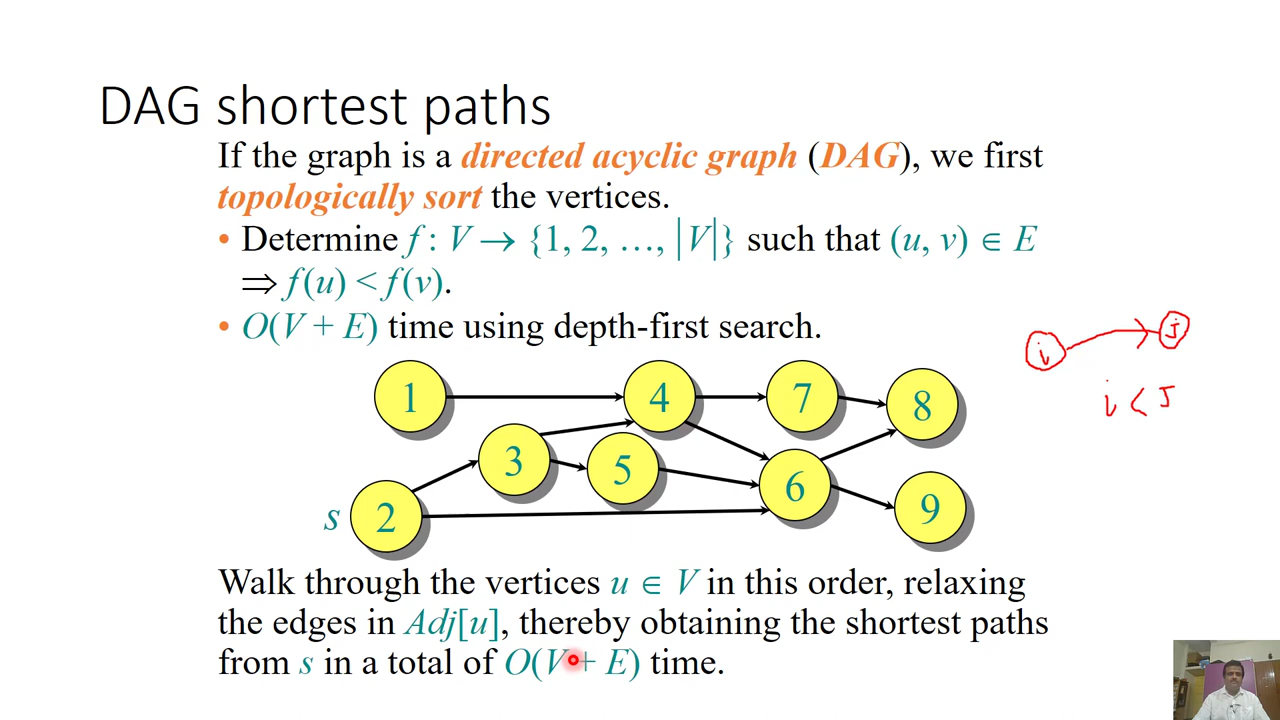 DAG shortest paths
If the graph is a directed acyclic graph (DAG), we first
topologically sort the vertices.
• Determine f : V → {1, 2, …, |V|} such that (u, v) ∈ E
⇒ f(u) < f(v).
• O(V + E) time using depth-first search.
i J
i < J
1 4 7 8
3 5 6
s 2 9
Walk through the vertices u ∈ V in this order, relaxing
the edges in Adj[u], thereby obtaining the shortest paths
from s in a total of O(V + E) time.